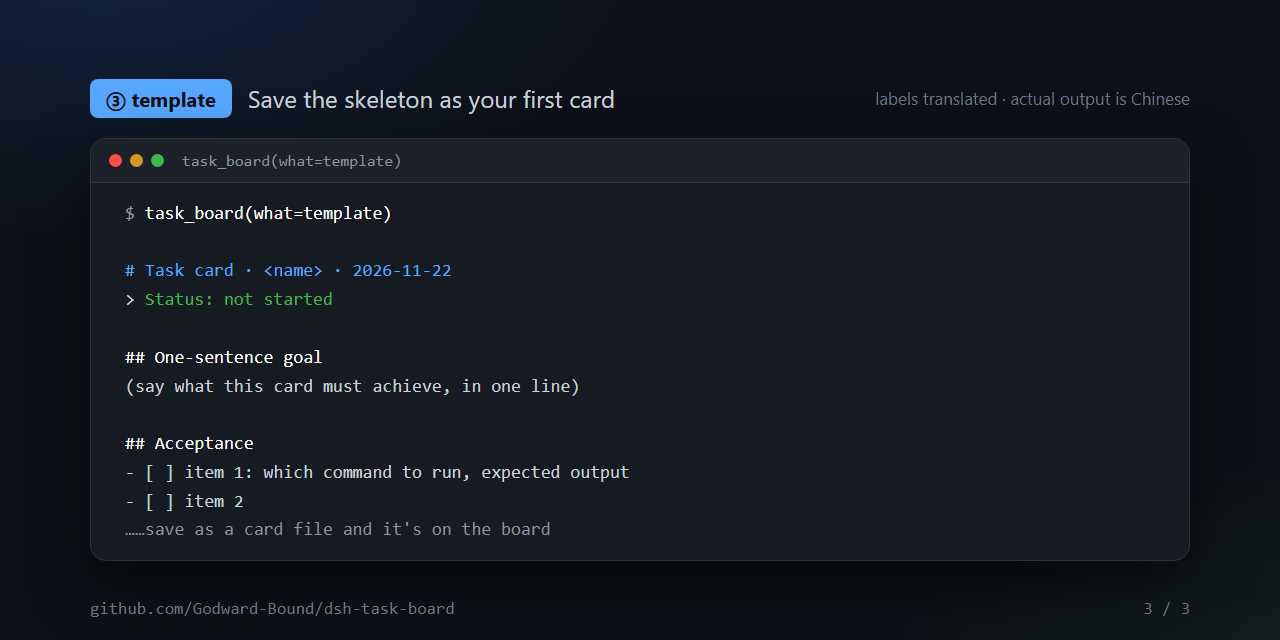 ③ template Save the skeleton as your first card labels translated · actual output is Chinese
task_board(what=template)
$ task_board(what=template)
# Task card · <name> · 2026-11-22
> Status: not started
## One-sentence goal
(say what this card must achieve, in one line)
## Acceptance
- [ ] item 1: which command to run, expected output
- [ ] item 2
……save as a card file and it's on the board
github.com/Godward-Bound/dsh-task-board 3 / 3